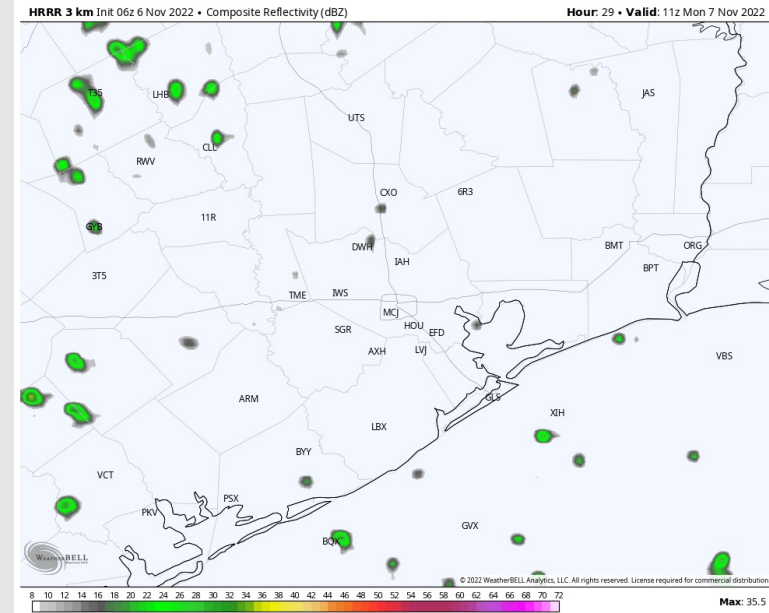 HRRR 3 km Init 06z 6 Nov 2022 • Composite Reflectivity (dBZ)
Hour: 29 • Valid: 11z Mon 7 Nov 2022
T35
LHB
JAS
UTS
CLL
RWV
CXO
6R3
11R
GYB
DWH
BMT
ORG
IAH
BPT
3T5
TME
IWS
MCJ
SGR
HOU
EFD
AXH
LVJ
VBS
ARM
GLS
XIH
LBX
BYY
VCT
PSX
PKV
GVX
BQX
WeatherBELL
© 2022 WeatherBELL Analytics, LLC. All rights reserved. License required for commercial distribution
8 10 12 14 16 18 20 22 24 26 28 30 32 34 36 38 40 42 44 46 48 50 52 54 56 58 60 62 64 66 68 70 72
Max: 35.5